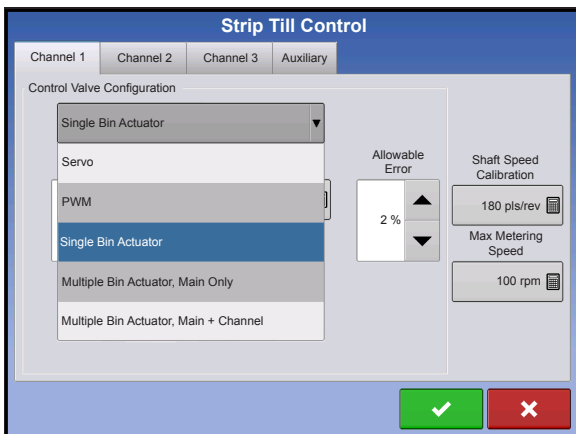 Strip Till Control
Channel 1
Channel 2
Channel 3
Auxiliary
Control Valve Configuration
Single Bin Actuator
Servo
PWM
Single Bin Actuator
Multiple Bin Actuator, Main Only
Multiple Bin Actuator, Main + Channel
Allowable
Error
2 %
Shaft Speed
Calibration
180 pls/rev
Max Metering
Speed
100 rpm